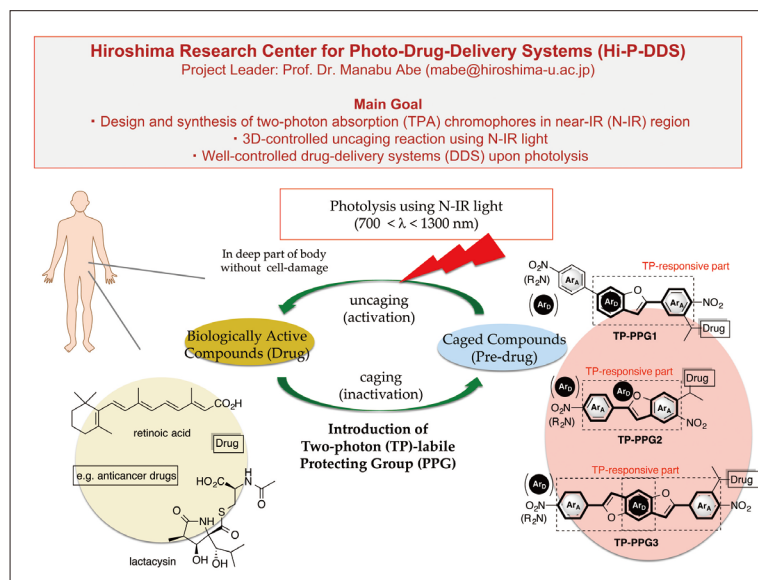 Hiroshima Research Center for Photo-Drug-Delivery Systems (Hi-P-DDS)
Project Leader: Prof. Dr. Manabu Abe (mabe@hiroshima-u.ac.jp)
Main Goal
・Design and synthesis of two-photon absorption (TPA) chromophores in near-IR (N-IR) region
・3D-controlled uncaging reaction using N-IR light
・Well-controlled drug-delivery systems (DDS) upon photolysis
Photolysis using N-IR light
(700 < λ < 1300 nm)
In deep part of body
without cell-damage
uncaging
(activation)
Biologically Active
Compounds (Drug)
Caged Compounds
(Pre-drug)
caging
(inactivation)
Introduction of
Two-photon (TP)-labile
Protecting Group (PPG)
CO₂H
retinoic acid
Drug
e.g. anticancer drugs
O
HO₂C
N
H
S
O
NH
O
OH
HO
lactacysin
TP-responsive part
O₂N
(R₂N)
ArA
ArD
ArD
O
ArA
NO₂
Drug
TP-PPG1
TP-responsive part
Drug
ArD
ArD
O
O₂N
(R₂N)
ArA
ArA
NO₂
TP-PPG2
TP-responsive part
Drug
ArD
O
O₂N
(R₂N)
ArA
ArD
O
ArA
NO₂
TP-PPG3